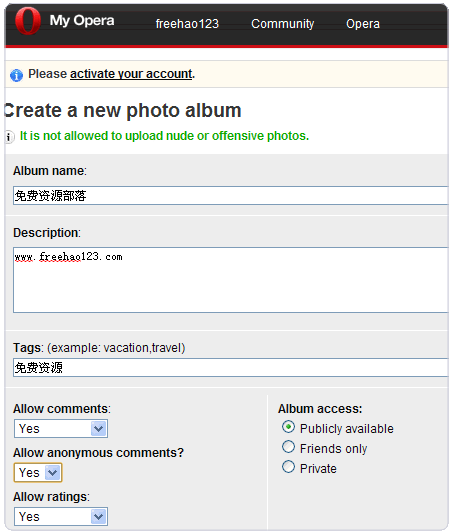 My Opera freehao123 Community Opera
Please activate your account.
Create a new photo album
It is not allowed to upload nude or offensive photos.
Album name:
免费资源部落
Description:
www.freehao123.com
Tags: (example: vacation,travel)
免费资源
Allow comments:
Yes
Allow anonymous comments?
Yes
Allow ratings:
Yes
Album access:
Publicly available
Friends only
Private